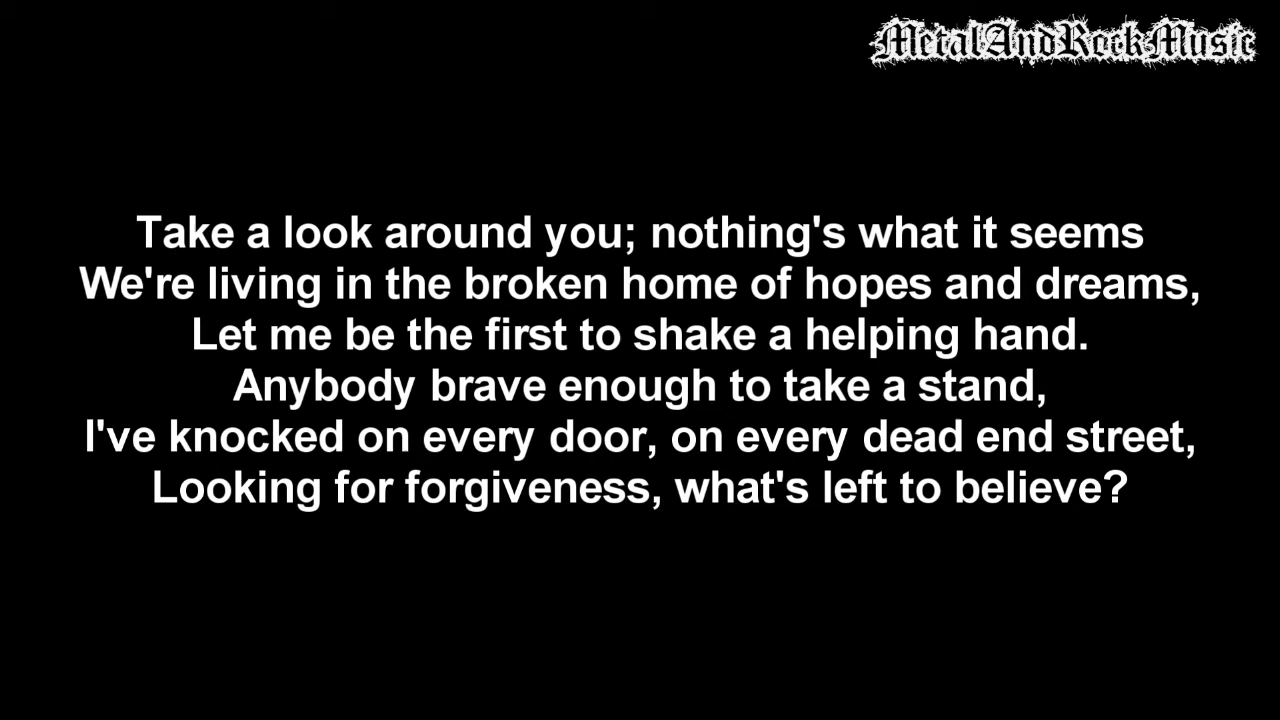 MetalAndRockMusic
Take a look around you; nothing's what it seems
We're living in the broken home of hopes and dreams,
Let me be the first to shake a helping hand.
Anybody brave enough to take a stand,
I've knocked on every door, on every dead end street,
Looking for forgiveness, what's left to believe?